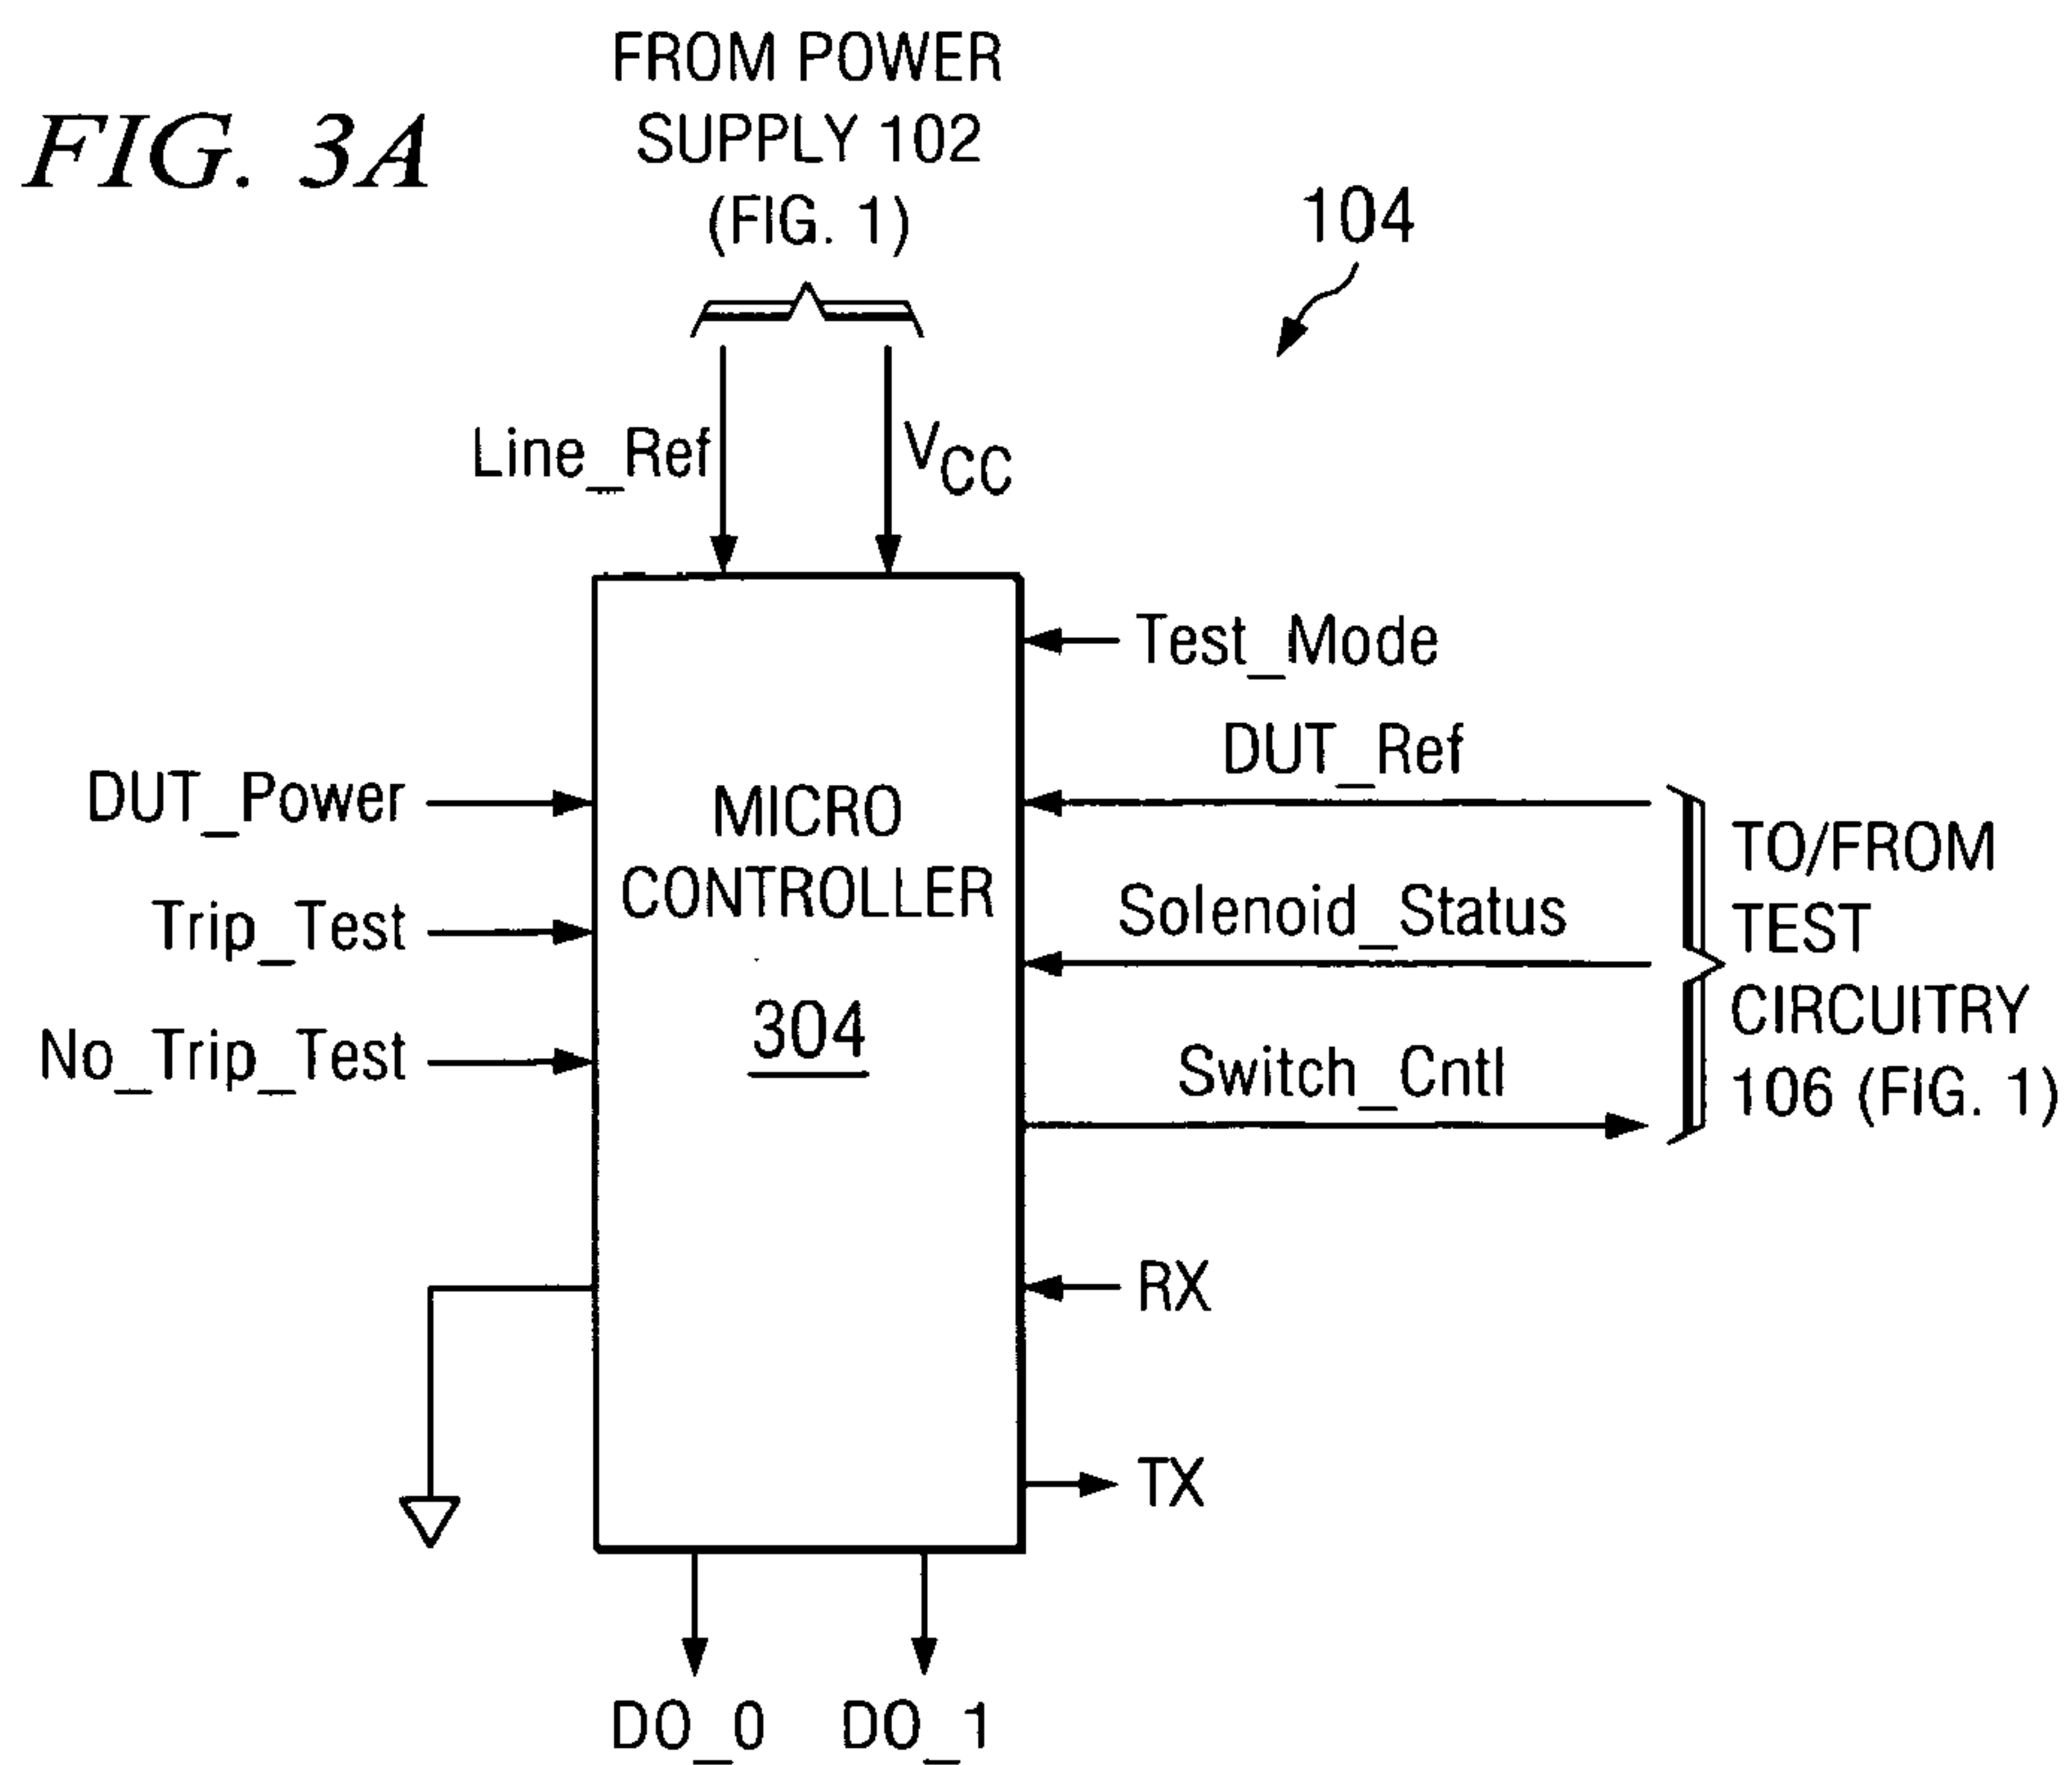 FIG. 3A
FROM POWER
SUPPLY 102
(FIG. 1)
104
Line_Ref
VCC
Test_Mode
DUT_Ref
DUT_Power
MICRO
CONTROLLER
304
Trip_Test
No_Trip_Test
Solenoid_Status
Switch_Cntl
TO/FROM
TEST
CIRCUITRY
106 (FIG. 1)
RX
TX
DO_0
DO_1